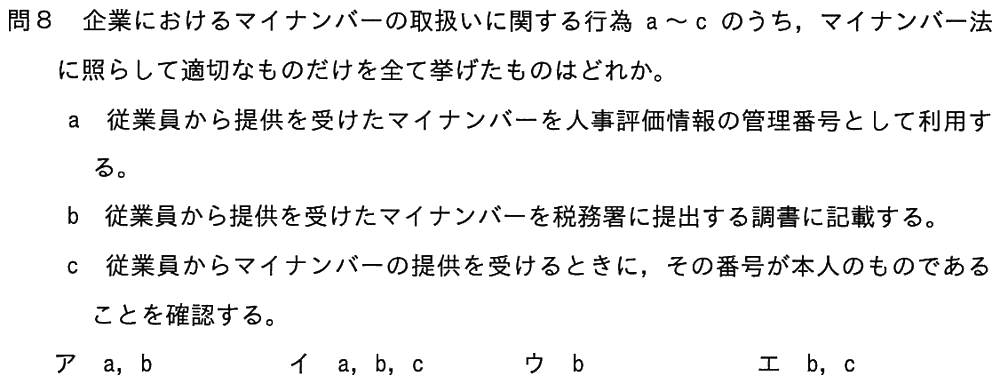 問８　企業におけるマイナンバーの取扱いに関する行為 a～c のうち，マイナンバー法
に照らして適切なものだけを全て挙げたものはどれか。
a　従業員から提供を受けたマイナンバーを人事評価情報の管理番号として利用す
る。
b　従業員から提供を受けたマイナンバーを税務署に提出する調書に記載する。
c　従業員からマイナンバーの提供を受けるときに，その番号が本人のものである
ことを確認する。
ア　a，b　　イ　a，b，c　　ウ　b　　エ　b，c